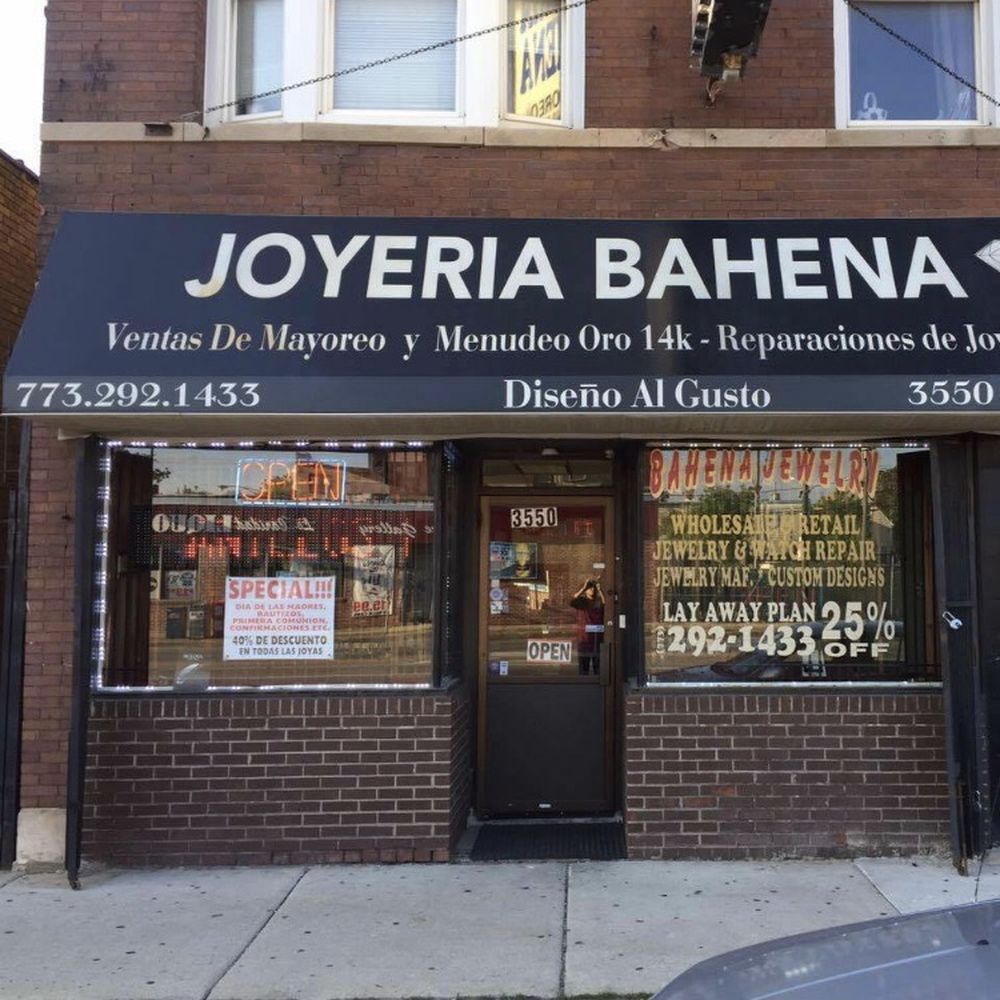 JOYERIA BAHENA
Ventas De Mayoreo y Menudeo Oro 14k - Reparaciones de
773.292.1433
Diseño Al Gusto
3550
OPEN
SPECIAL!!!
DIA DE LAS MADRES,
BAUTIZOS,
PRIMERA COMUNION,
CONFIRMACIONES ETC.
40% DE DESCUENTO
EN TODAS LAS JOYAS
3550
OPEN
BAHENA JEWELRY
WHOLESALE & RETAIL
JEWELRY & WATCH REPAIR
JEWELRY MAF. CUSTOM DESIGNS
LAY AWAY PLAN
292-1433
25%
OFF